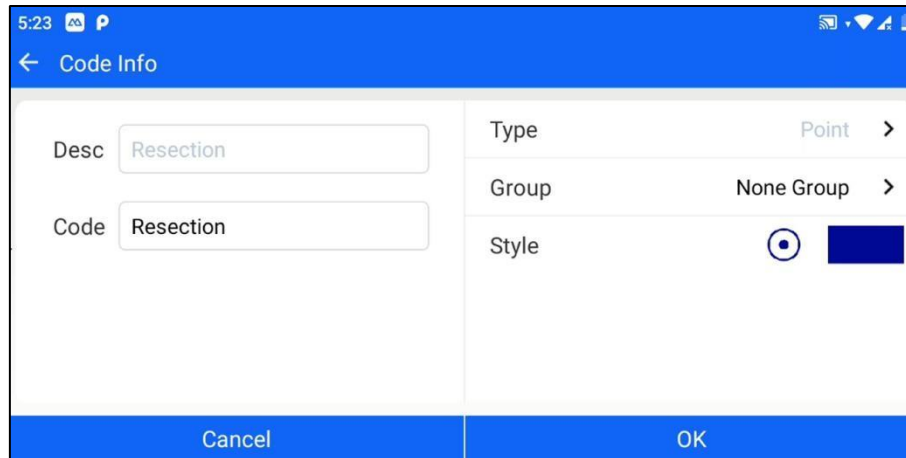 5:23
Code Info
Desc Resection
Code Resection
Type Point
Group None Group
Style
Cancel OK